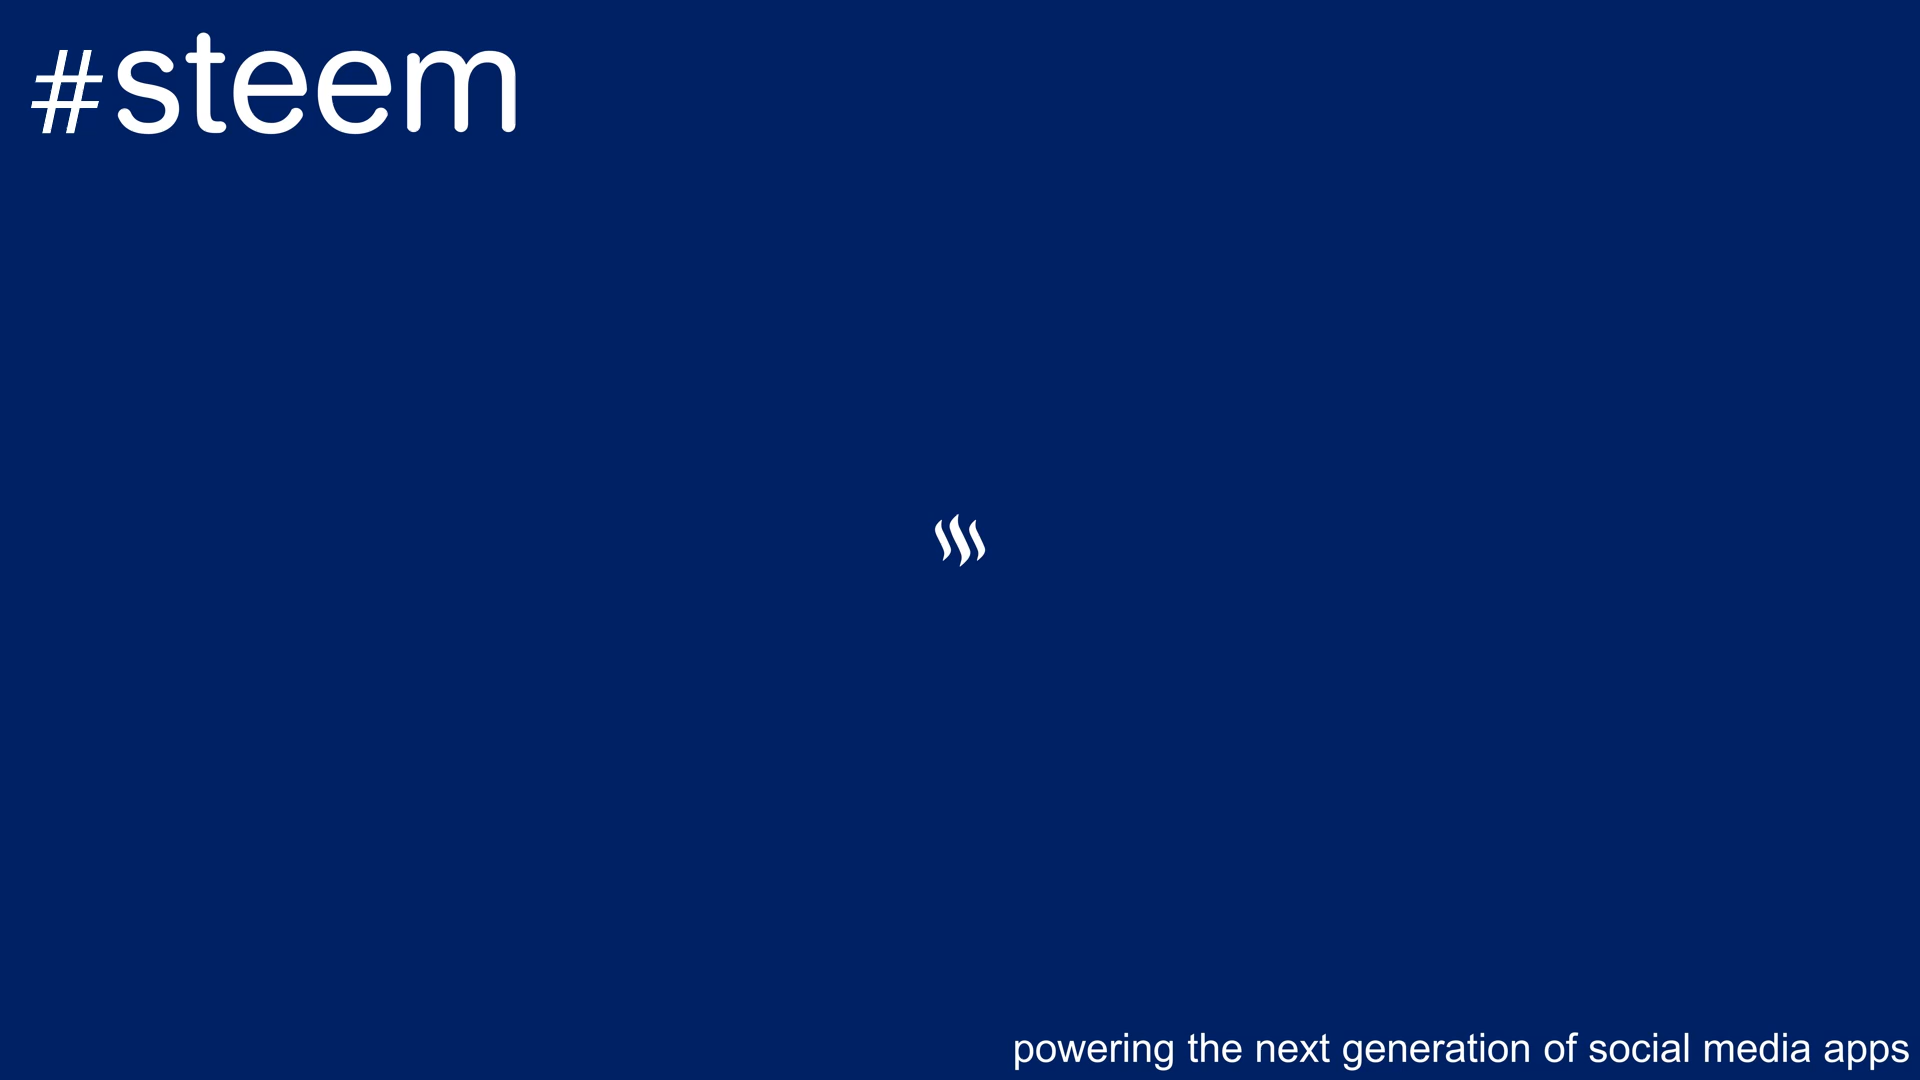 #steem
powering the next generation of social media apps